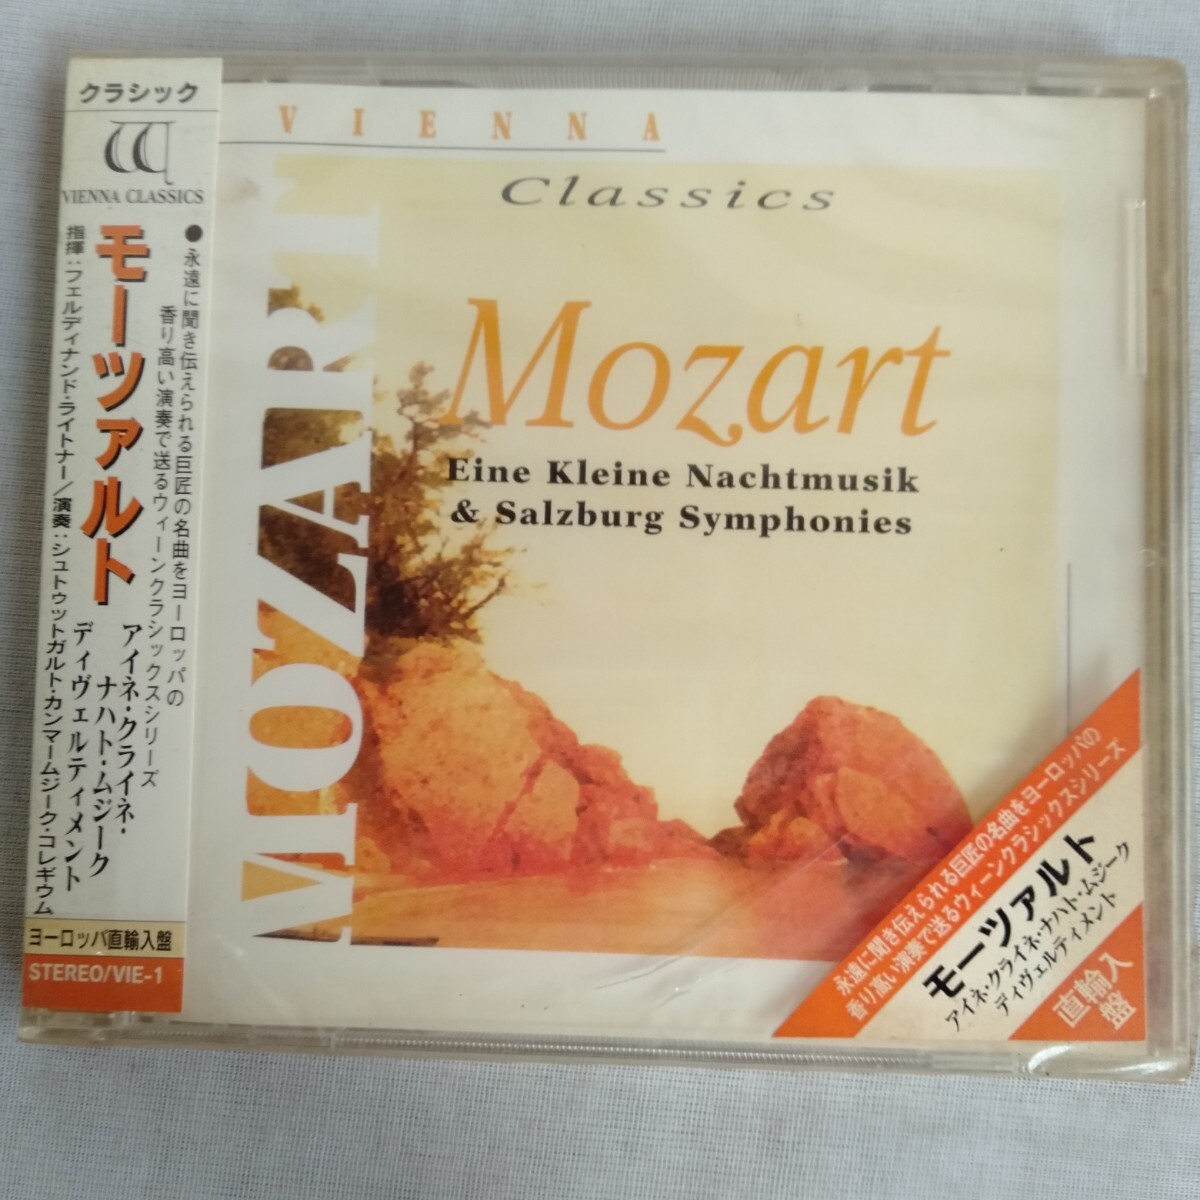 クラシック
VIENNA CLASSICS
●永遠に聞き伝えられる巨匠の名曲をヨーロッパの
香り高い演奏で送るウィーンクラシックスシリーズ
モーツァルト
アイネ・クライネ・
ナハト・ムジーク
ディヴェルティメント
指揮:フェルディナンド・ライトナー/演奏:シュトゥットガルト・カンマームジーク・コレギウム
ヨーロッパ直輸入盤
STEREO/VIE-1
VIENNA
Classics
MOZART
Mozart
Eine Kleine Nachtmusik
& Salzburg Symphonies
永遠に聞き伝えられる巨匠の名曲をヨーロッパの
香り高い演奏で送るウィーンクラシックスシリーズ
モーツァルト
アイネ・クライネ・ナハト・ムジーク
ディヴェルティメント
直輸入
盤